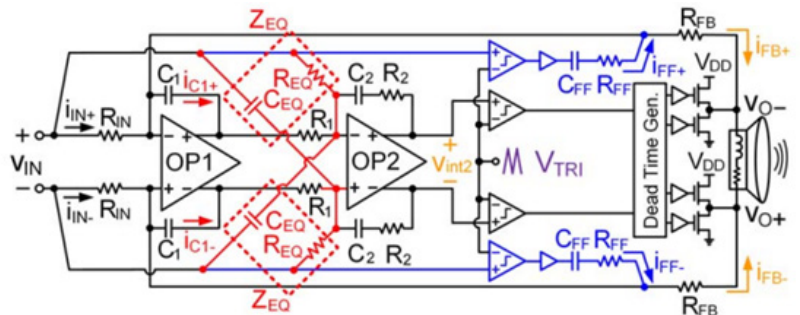 Z_EQ R_FB i_FB+
C_1 i_C1+ R_EQ C_EQ C_2 R_2 C_FF R_FF i_FF+ V_DD V_O-
i_IN+ R_IN R_1
+ − + − + −
V_IN OP1 OP2 + V_int2 − V_TRI Dead Time Gen. V_DD
− + − + −
i_IN- R_IN R_1
C_1 i_C1- C_EQ R_EQ C_2 R_2 C_FF R_FF i_FF- V_O+
Z_EQ R_FB i_FB-